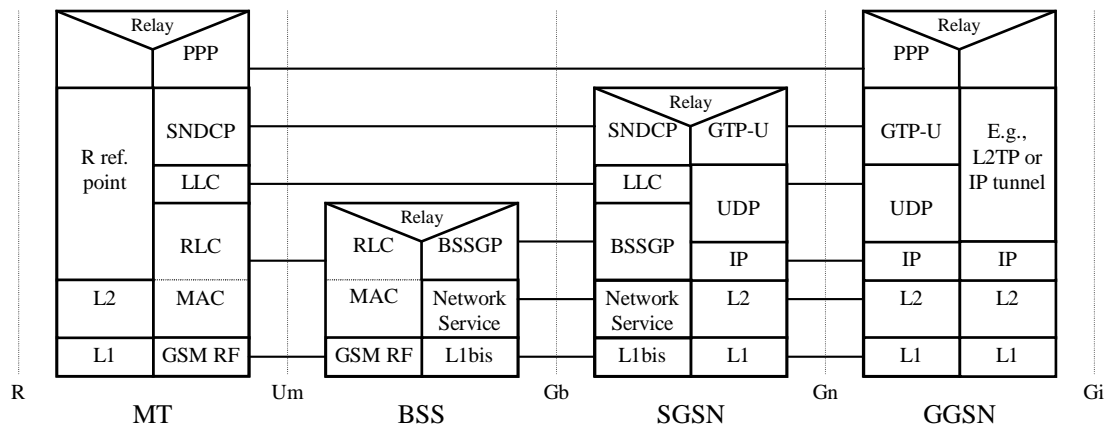 Relay
PPP
Relay
PPP
Relay
SNDCP
SNDCP
GTP-U
GTP-U
E.g.,
L2TP or
IP tunnel
R ref.
point
LLC
LLC
UDP
UDP
Relay
RLC
RLC
BSSGP
BSSGP
IP
IP
IP
L2
MAC
MAC
Network
Service
Network
Service
L2
L2
L2
L1
GSM RF
GSM RF
L1bis
L1bis
L1
L1
L1
R
Um
Gb
Gn
Gi
MT
BSS
SGSN
GGSN